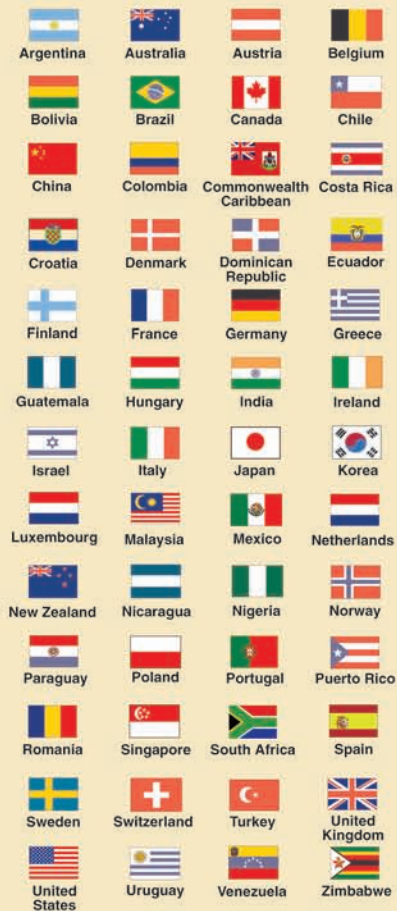 Argentina Australia Austria Belgium
Bolivia Brazil Canada Chile
China Colombia Commonwealth Caribbean Costa Rica
Croatia Denmark Dominican Republic Ecuador
Finland France Germany Greece
Guatemala Hungary India Ireland
Israel Italy Japan Korea
Luxembourg Malaysia Mexico Netherlands
New Zealand Nicaragua Nigeria Norway
Paraguay Poland Portugal Puerto Rico
Romania Singapore South Africa Spain
Sweden Switzerland Turkey United Kingdom
United States Uruguay Venezuela Zimbabwe